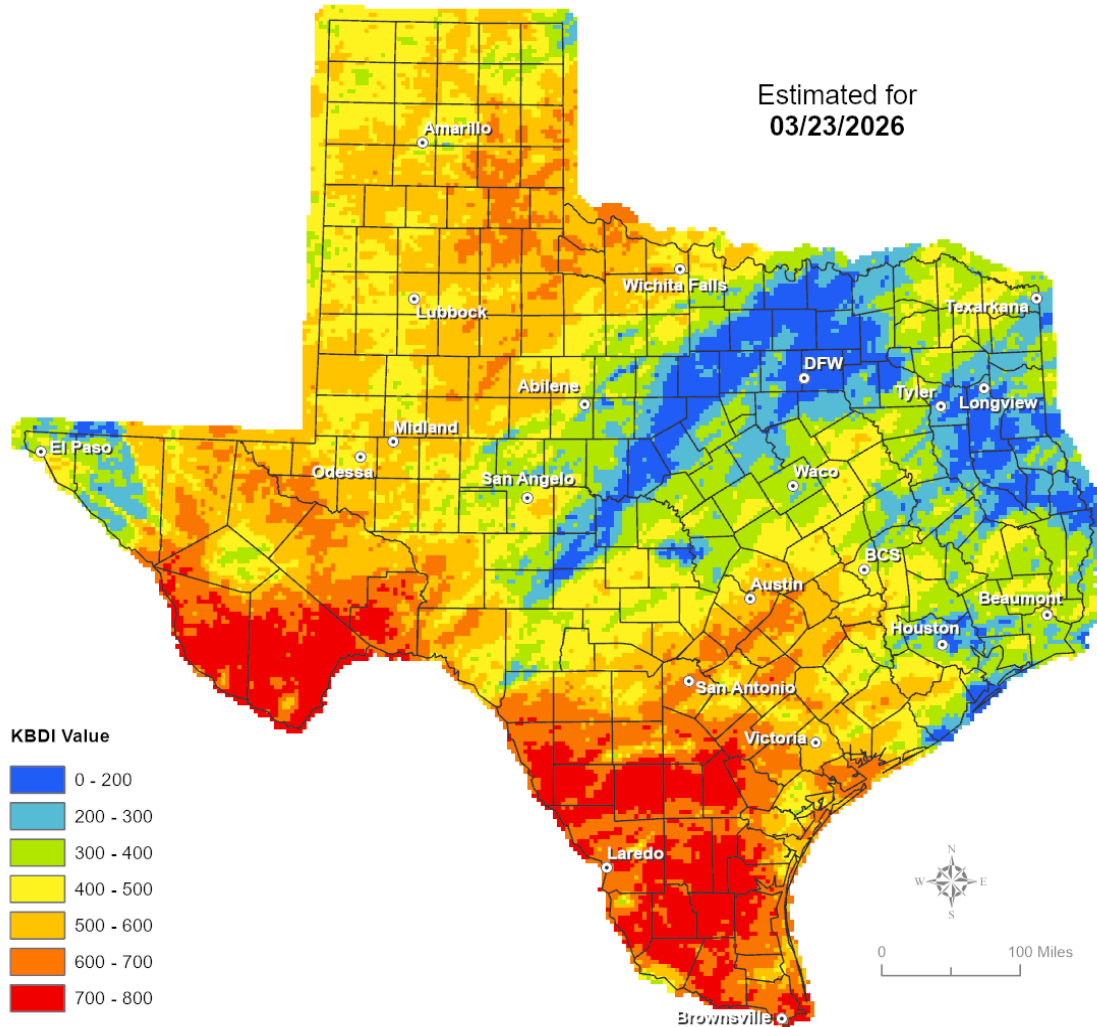 Estimated for
03/23/2026
Amarillo
Wichita Falls
Lubbock
Texarkana
DFW
Abilene
Tyler
Longview
Midland
El Paso
Odessa
San Angelo
Waco
BCS
Austin
Beaumont
Houston
San Antonio
Victoria
Laredo
Brownsville
KBDI Value
0 - 200
200 - 300
300 - 400
400 - 500
500 - 600
600 - 700
700 - 800
N
W E
S
0 100 Miles